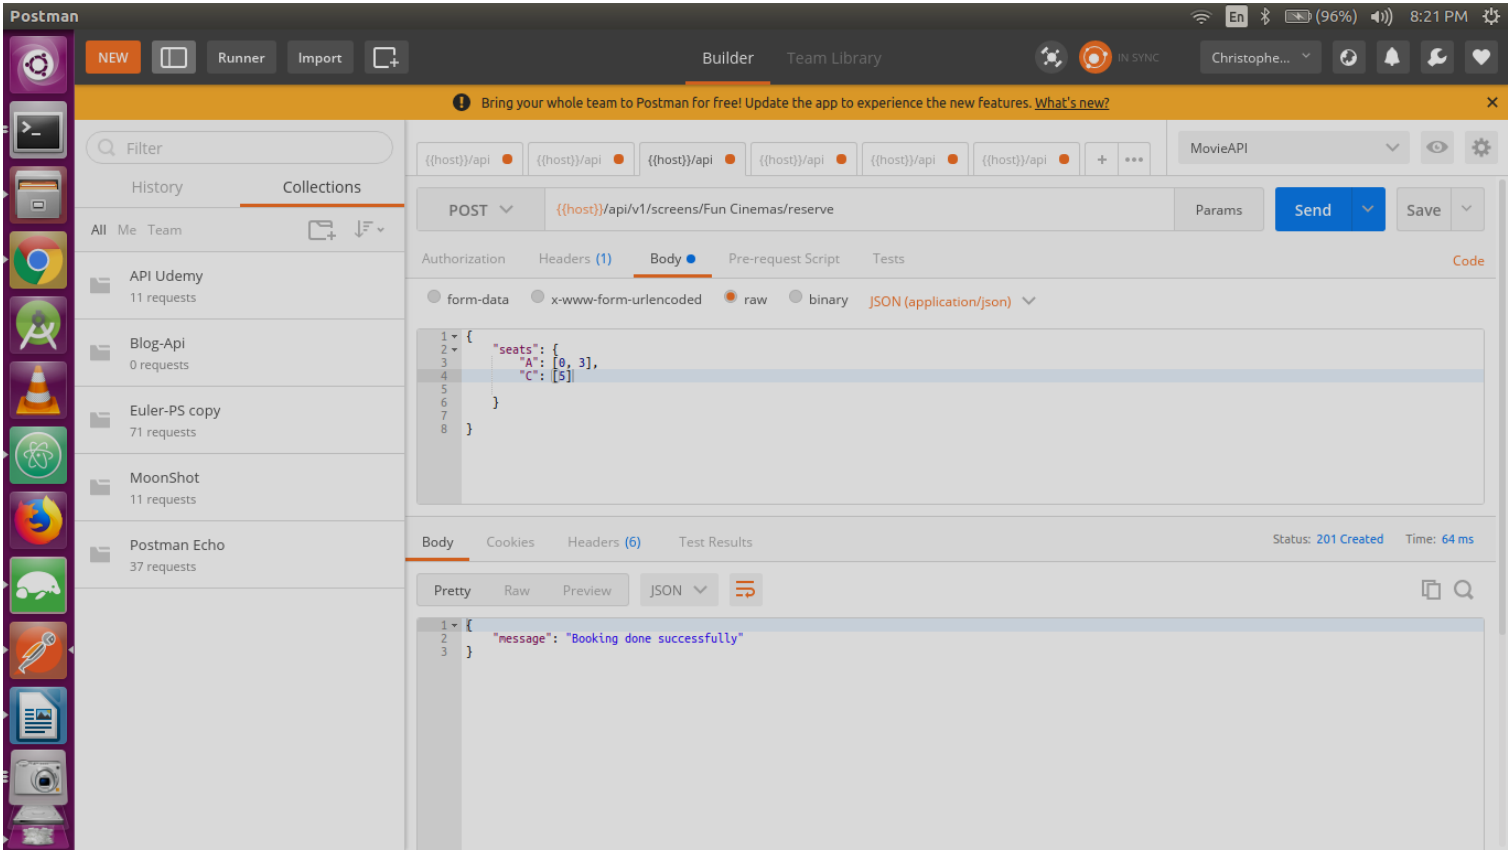 Postman
En (96%) 8:21 PM
NEW Runner Import Builder Team Library IN SYNC Christophe...
Bring your whole team to Postman for free! Update the app to experience the new features. What's new?
Filter
History Collections
All Me Team
API Udemy
11 requests
Blog-Api
0 requests
Euler-PS copy
71 requests
MoonShot
11 requests
Postman Echo
37 requests
{{host}}/api {{host}}/api {{host}}/api {{host}}/api {{host}}/api {{host}}/api + •••
MovieAPI
POST {{host}}/api/v1/screens/Fun Cinemas/reserve Params Send Save
Authorization Headers (1) Body Pre-request Script Tests Code
form-data x-www-form-urlencoded raw binary JSON (application/json)
1 {
2 "seats": {
3 "A": [0, 3],
4 "C": [5]
5
6 }
7
8 }
Body Cookies Headers (6) Test Results Status: 201 Created Time: 64 ms
Pretty Raw Preview JSON
1 {
2 "message": "Booking done successfully"
3 }